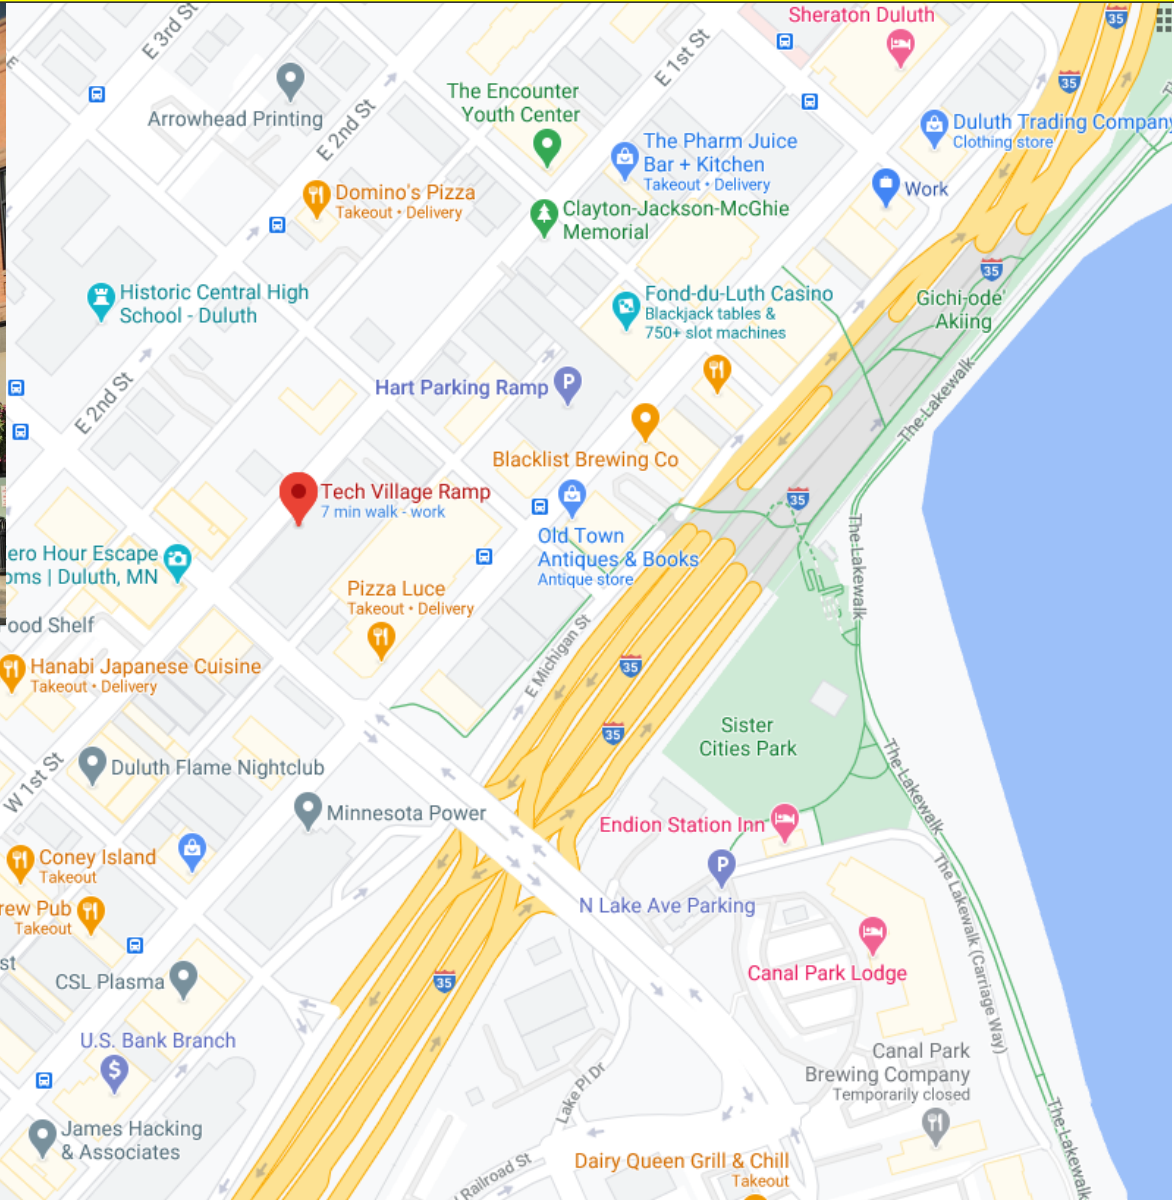 Sheraton Duluth
35
E 3rd St
E 1st St
35
The Encounter
Youth Center
Arrowhead Printing
E 2nd St
Duluth Trading Company
Clothing store
The Pharm Juice
Bar + Kitchen
Takeout • Delivery
Domino's Pizza
Takeout • Delivery
Work
Clayton-Jackson-McGhie
Memorial
35
Historic Central High
School - Duluth
Fond-du-Luth Casino
Blackjack tables &
750+ slot machines
Gichi-ode'
Akiing
E 2nd St
Hart Parking Ramp
P
The Lakewalk
Blacklist Brewing Co
Tech Village Ramp
7 min walk - work
35
Old Town
Antiques & Books
Antique store
The Lakewalk
ero Hour Escape
oms | Duluth, MN
Pizza Luce
Takeout • Delivery
ood Shelf
E Michigan St
Hanabi Japanese Cuisine
Takeout • Delivery
35
35
Sister
Cities Park
The Lakewalk
W 1st St
Duluth Flame Nightclub
Minnesota Power
Endion Station Inn
Coney Island
Takeout
P
N Lake Ave Parking
rew Pub
Takeout
The Lakewalk (Carriage Way)
st
CSL Plasma
35
Canal Park Lodge
U.S. Bank Branch
$
Canal Park
Brewing Company
Temporarily closed
Lake Pl Dr
James Hacking
& Associates
The Lakewalk
Railroad St
Dairy Queen Grill & Chill
Takeout